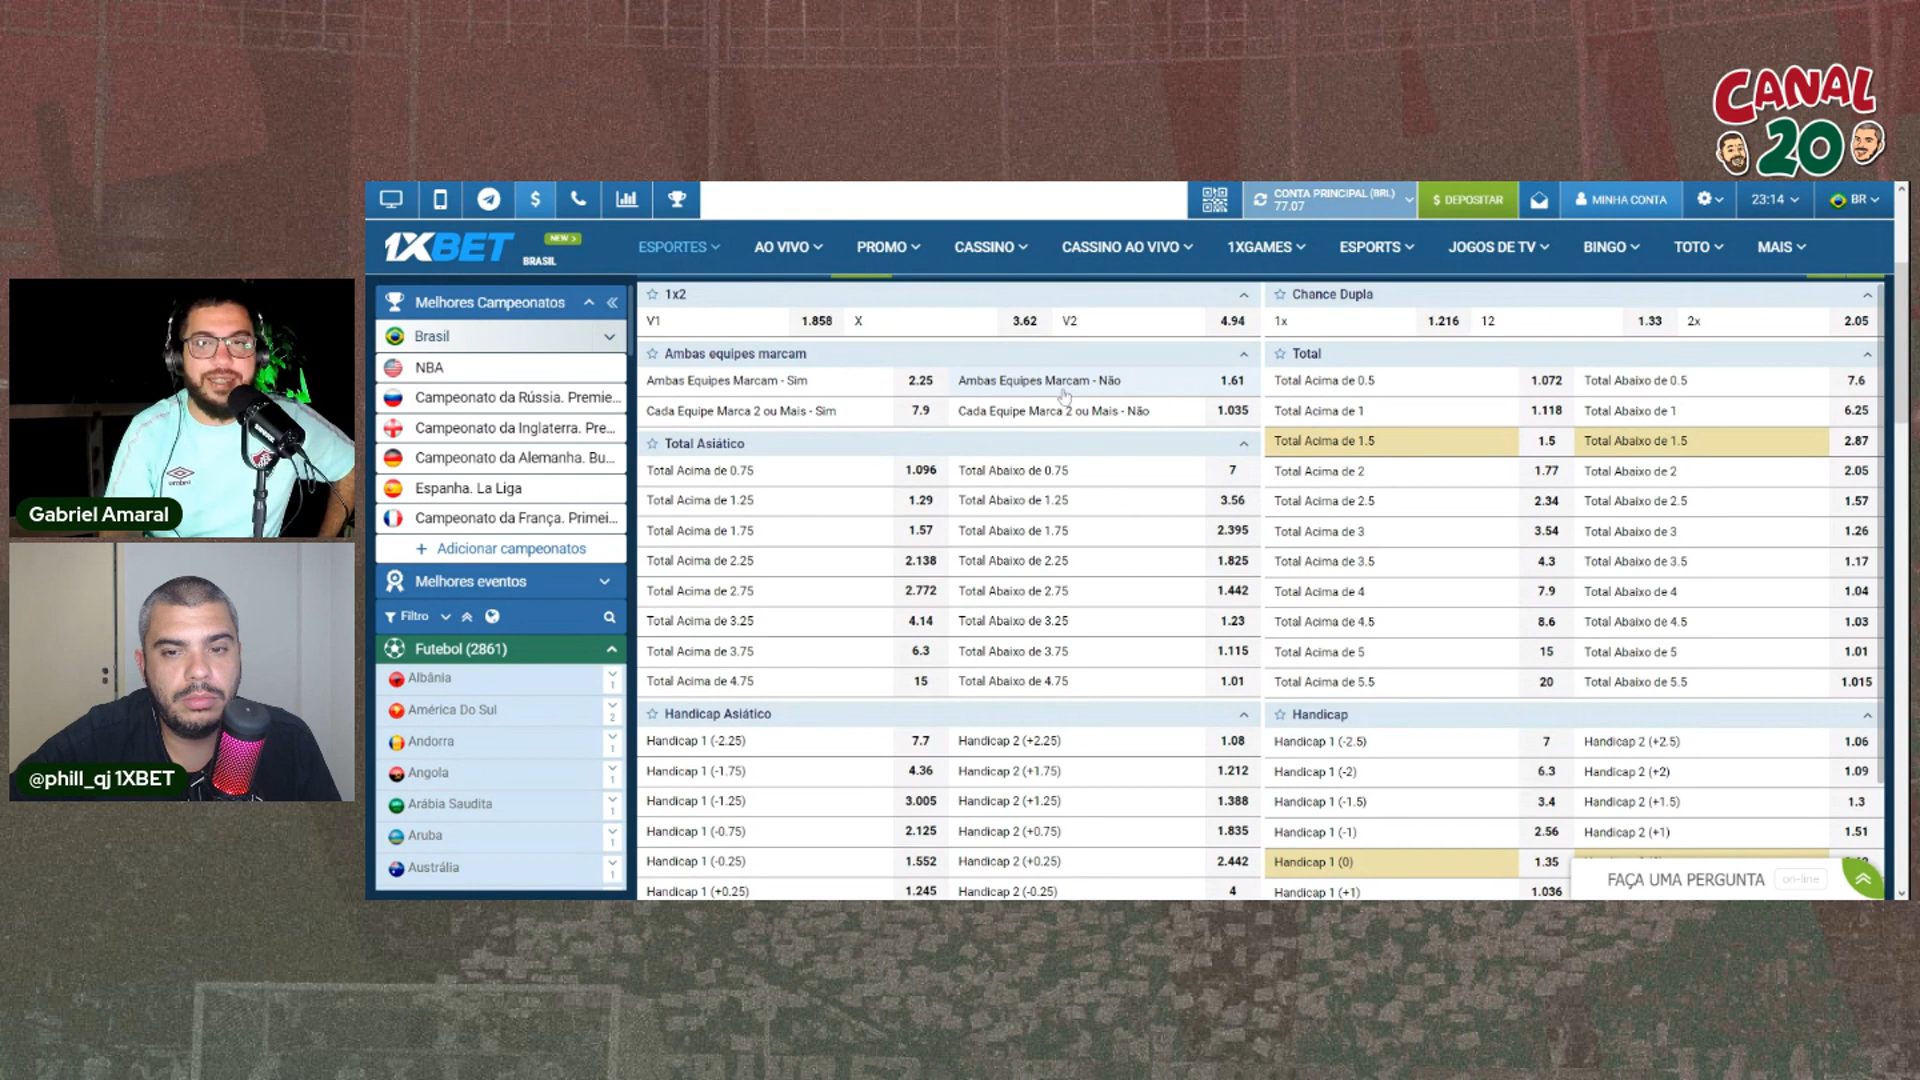 CANAL
20
CONTA PRINCIPAL (BRL)
77.07
$ DEPOSITAR
MINHA CONTA
23:14
BR
1XBET
NEW >
BRASIL
ESPORTES
AO VIVO
PROMO
CASSINO
CASSINO AO VIVO
1XGAMES
ESPORTS
JOGOS DE TV
BINGO
TOTO
MAIS
Melhores Campeonatos
Brasil
NBA
Campeonato da Rússia. Premie...
Campeonato da Inglaterra. Pre...
Campeonato da Alemanha. Bu...
Espanha. La Liga
Campeonato da França. Primei...
+ Adicionar campeonatos
Melhores eventos
Filtro
Futebol (2861)
Albânia 1
América Do Sul 2
Andorra 1
Angola 1
Arábia Saudita 1
Aruba 1
Austrália 1
1x2
V1 1.858 X 3.62 V2 4.94
Ambas equipes marcam
Ambas Equipes Marcam - Sim 2.25 Ambas Equipes Marcam - Não 1.61
Cada Equipe Marca 2 ou Mais - Sim 7.9 Cada Equipe Marca 2 ou Mais - Não 1.035
Total Asiático
Total Acima de 0.75 1.096 Total Abaixo de 0.75 7
Total Acima de 1.25 1.29 Total Abaixo de 1.25 3.56
Total Acima de 1.75 1.57 Total Abaixo de 1.75 2.395
Total Acima de 2.25 2.138 Total Abaixo de 2.25 1.825
Total Acima de 2.75 2.772 Total Abaixo de 2.75 1.442
Total Acima de 3.25 4.14 Total Abaixo de 3.25 1.23
Total Acima de 3.75 6.3 Total Abaixo de 3.75 1.115
Total Acima de 4.75 15 Total Abaixo de 4.75 1.01
Handicap Asiático
Handicap 1 (-2.25) 7.7 Handicap 2 (+2.25) 1.08
Handicap 1 (-1.75) 4.36 Handicap 2 (+1.75) 1.212
Handicap 1 (-1.25) 3.005 Handicap 2 (+1.25) 1.388
Handicap 1 (-0.75) 2.125 Handicap 2 (+0.75) 1.835
Handicap 1 (-0.25) 1.552 Handicap 2 (+0.25) 2.442
Handicap 1 (+0.25) 1.245 Handicap 2 (-0.25) 4
Chance Dupla
1x 1.216 12 1.33 2x 2.05
Total
Total Acima de 0.5 1.072 Total Abaixo de 0.5 7.6
Total Acima de 1 1.118 Total Abaixo de 1 6.25
Total Acima de 1.5 1.5 Total Abaixo de 1.5 2.87
Total Acima de 2 1.77 Total Abaixo de 2 2.05
Total Acima de 2.5 2.34 Total Abaixo de 2.5 1.57
Total Acima de 3 3.54 Total Abaixo de 3 1.26
Total Acima de 3.5 4.3 Total Abaixo de 3.5 1.17
Total Acima de 4 7.9 Total Abaixo de 4 1.04
Total Acima de 4.5 8.6 Total Abaixo de 4.5 1.03
Total Acima de 5 15 Total Abaixo de 5 1.01
Total Acima de 5.5 20 Total Abaixo de 5.5 1.015
Handicap
Handicap 1 (-2.5) 7 Handicap 2 (+2.5) 1.06
Handicap 1 (-2) 6.3 Handicap 2 (+2) 1.09
Handicap 1 (-1.5) 3.4 Handicap 2 (+1.5) 1.3
Handicap 1 (-1) 2.56 Handicap 2 (+1) 1.51
Handicap 1 (0) 1.35
Handicap 1 (+1) 1.036
FAÇA UMA PERGUNTA on-line
umbro
SHURE
Gabriel Amaral
@phill_qj 1XBET